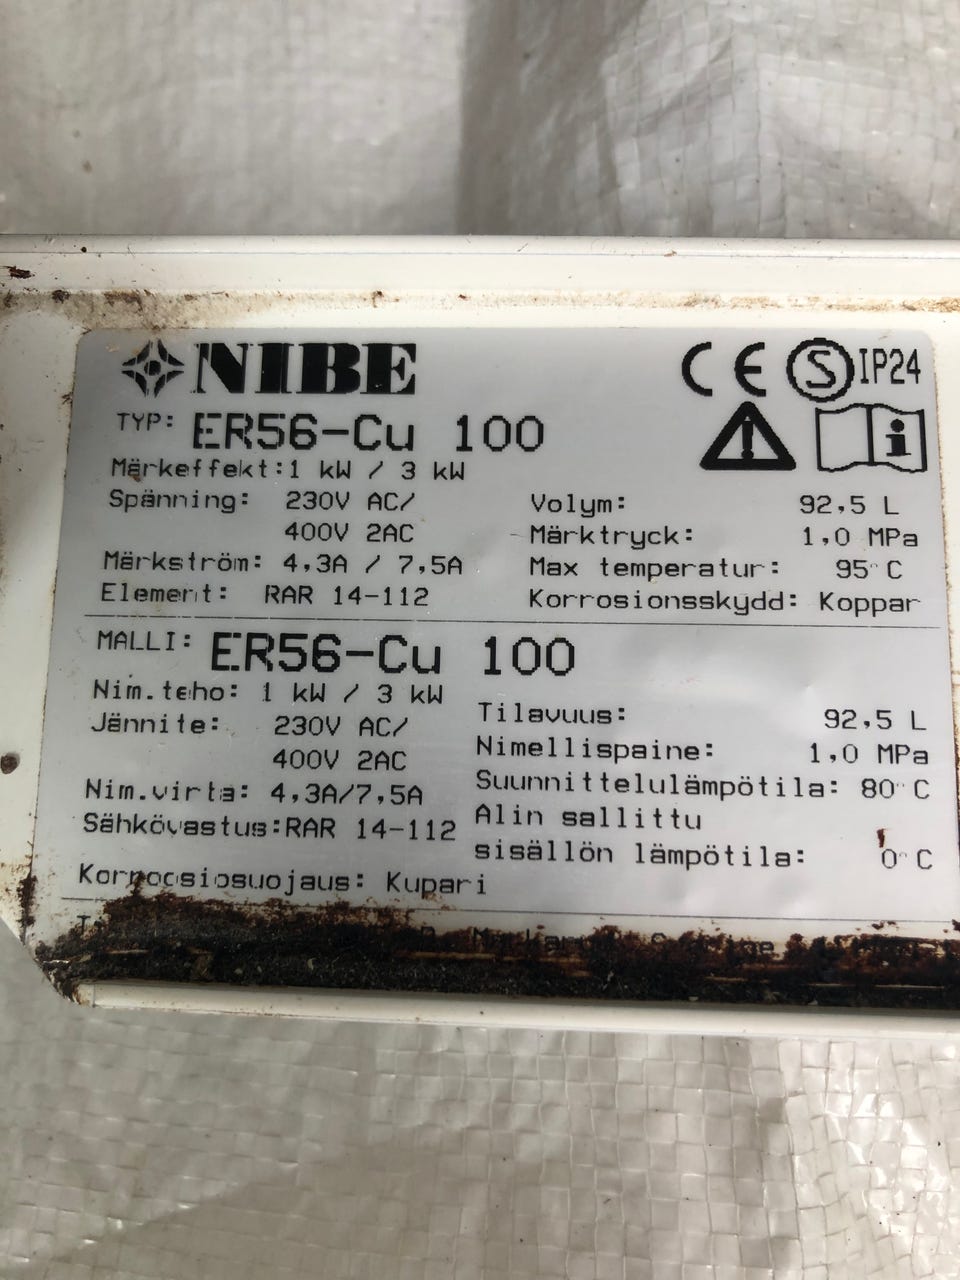 NIBE CE S IP24
TYP: ER56-Cu 100
Märkeffekt: 1 kW / 3 kW
Spänning: 230V AC/
400V 2AC
Märkström: 4,3A / 7,5A
Element: RAR 14-112
Volym: 92,5 L
Märktryck: 1,0 MPa
Max temperatur: 95°C
Korrosionsskydd: Koppar
MALLI: ER56-Cu 100
Nim.teho: 1 kW / 3 kW
Jännite: 230V AC/
400V 2AC
Nim.virta: 4,3A/7,5A
Sähkövastus: RAR 14-112
Korroosiosuojaus: Kupari
Tilavuus: 92,5 L
Nimellispaine: 1,0 MPa
Suunnittelulämpötila: 80°C
Alin sallittu
sisällön lämpötila: 0°C